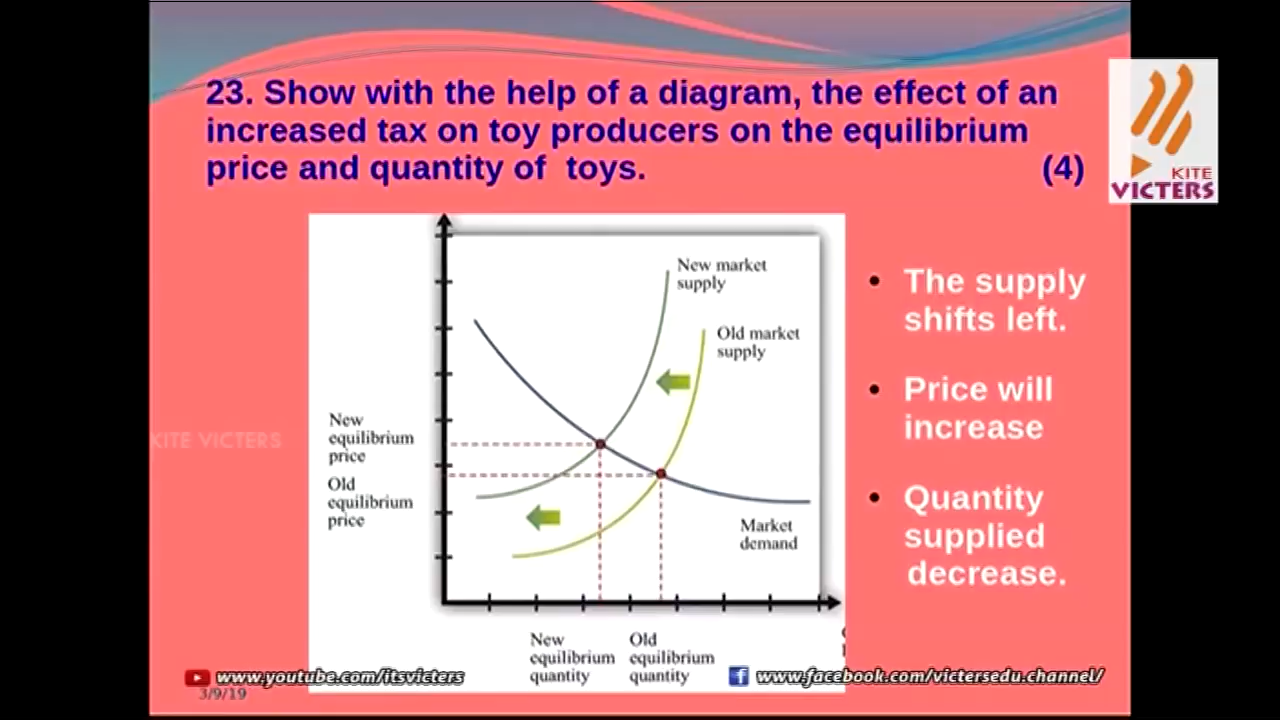 23. Show with the help of a diagram, the effect of an
increased tax on toy producers on the equilibrium
price and quantity of toys. (4)
KITE
VICTERS
New market
supply
Old market
supply
New
equilibrium
price
Old
equilibrium
price
Market
demand
New
equilibrium
quantity
Old
equilibrium
quantity
• The supply
shifts left.
• Price will
increase
• Quantity
supplied
decrease.
KITE VICTERS
www.youtube.com/itsvicters
www.facebook.com/victersedu.channel/
3/9/19